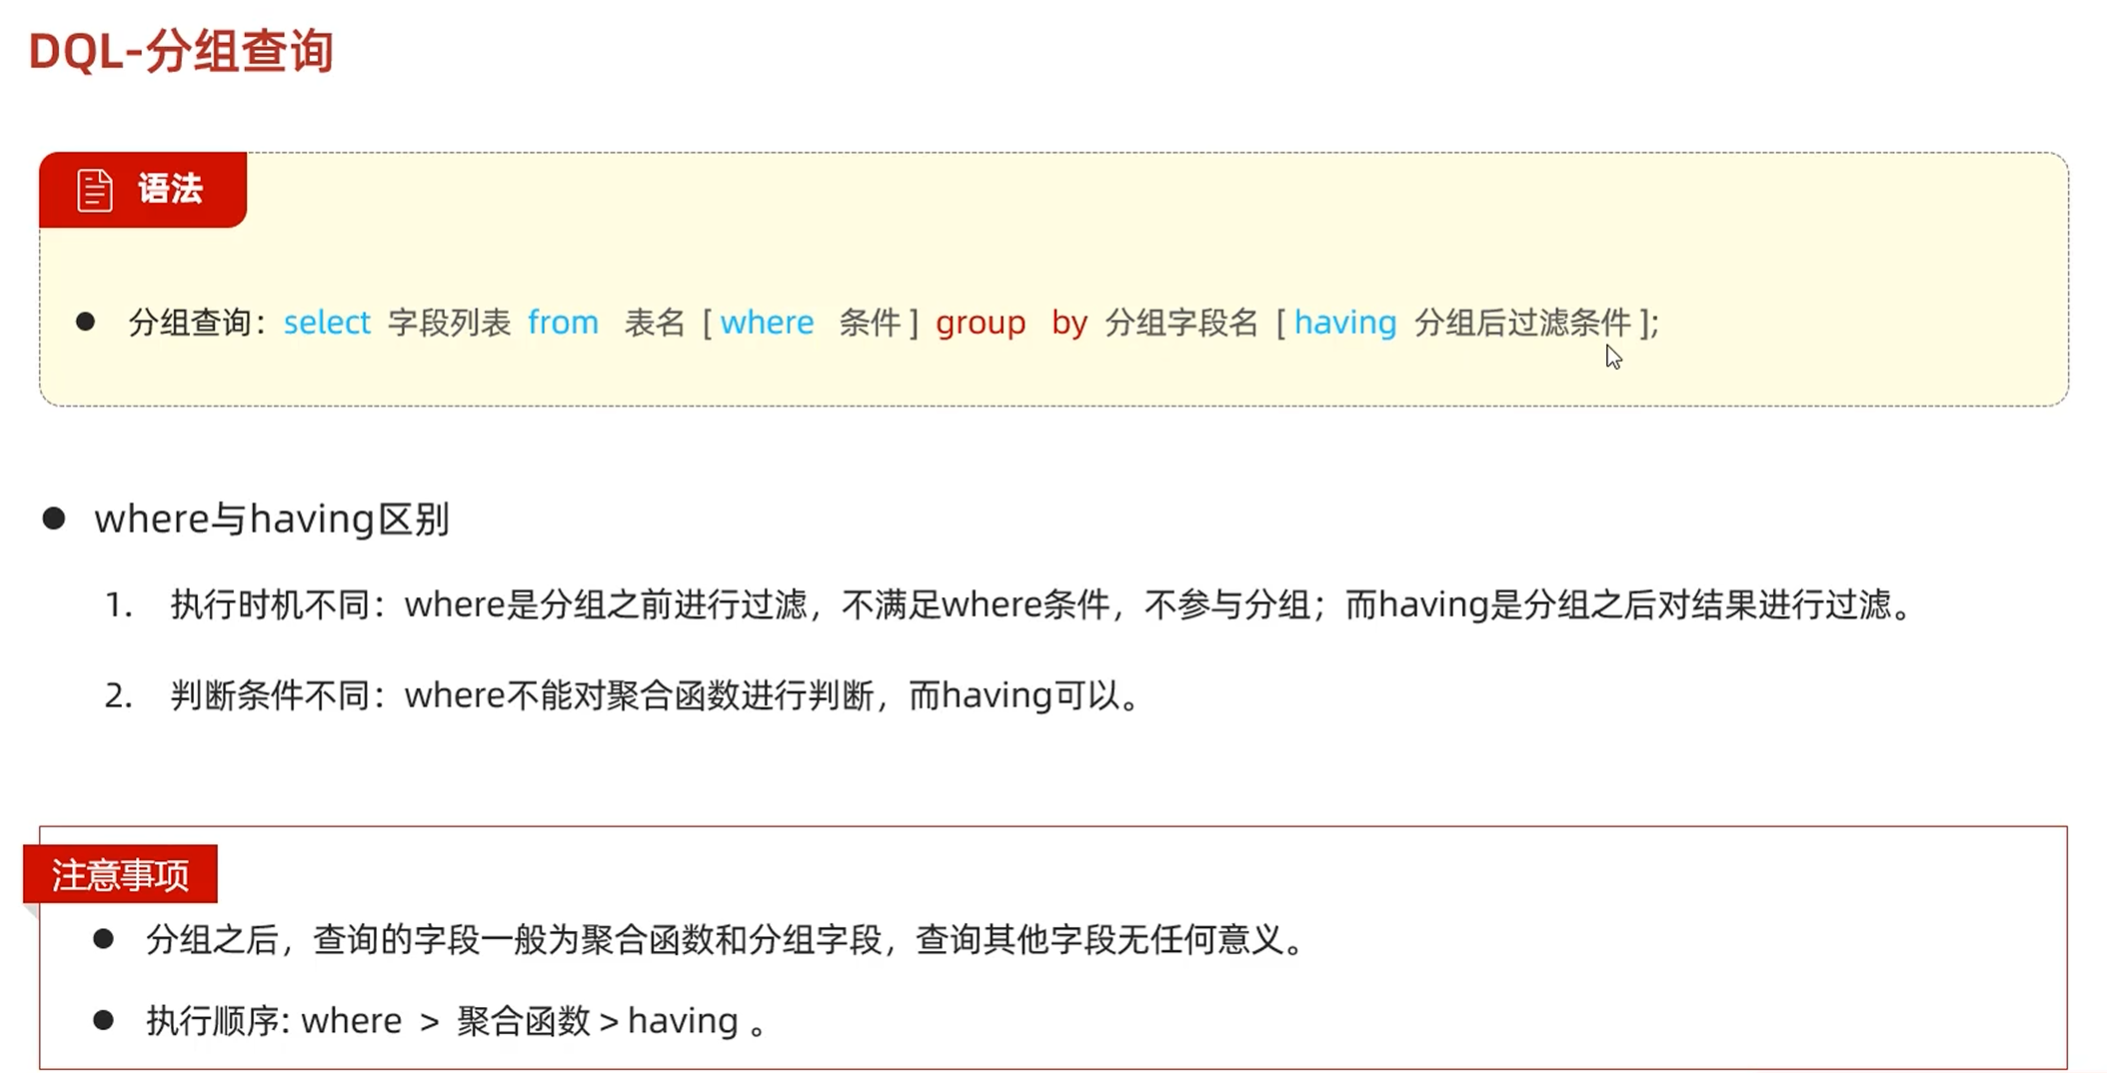 DQL-分组查询
语法
● 分组查询：select 字段列表 from 表名 [ where 条件 ] group by 分组字段名 [ having 分组后过滤条件 ];
● where与having区别
1. 执行时机不同：where是分组之前进行过滤，不满足where条件，不参与分组；而having是分组之后对结果进行过滤。
2. 判断条件不同：where不能对聚合函数进行判断，而having可以。
注意事项
● 分组之后，查询的字段一般为聚合函数和分组字段，查询其他字段无任何意义。
● 执行顺序: where > 聚合函数 > having 。